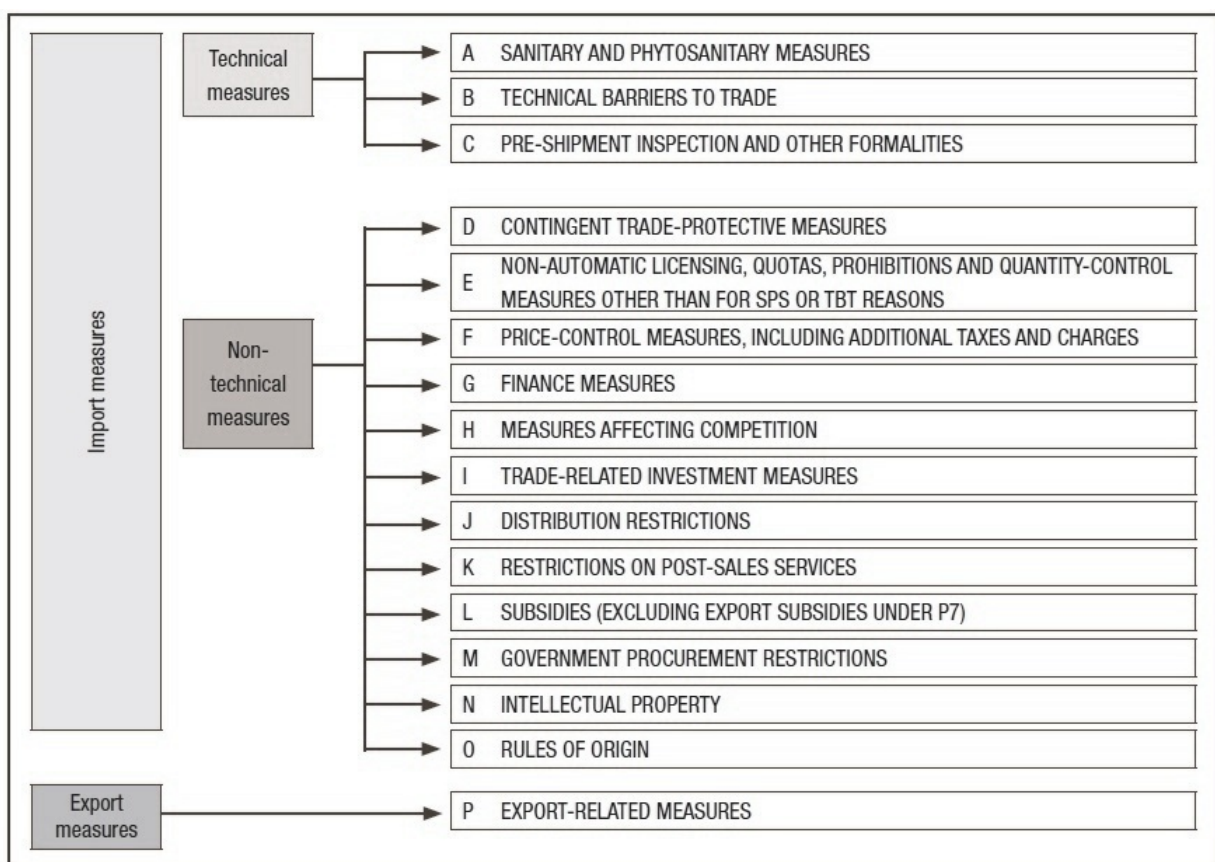 Import measures
Technical
measures
A SANITARY AND PHYTOSANITARY MEASURES
B TECHNICAL BARRIERS TO TRADE
C PRE-SHIPMENT INSPECTION AND OTHER FORMALITIES
Non-
technical
measures
D CONTINGENT TRADE-PROTECTIVE MEASURES
E NON-AUTOMATIC LICENSING, QUOTAS, PROHIBITIONS AND QUANTITY-CONTROL
MEASURES OTHER THAN FOR SPS OR TBT REASONS
F PRICE-CONTROL MEASURES, INCLUDING ADDITIONAL TAXES AND CHARGES
G FINANCE MEASURES
H MEASURES AFFECTING COMPETITION
I TRADE-RELATED INVESTMENT MEASURES
J DISTRIBUTION RESTRICTIONS
K RESTRICTIONS ON POST-SALES SERVICES
L SUBSIDIES (EXCLUDING EXPORT SUBSIDIES UNDER P7)
M GOVERNMENT PROCUREMENT RESTRICTIONS
N INTELLECTUAL PROPERTY
O RULES OF ORIGIN
Export
measures
P EXPORT-RELATED MEASURES